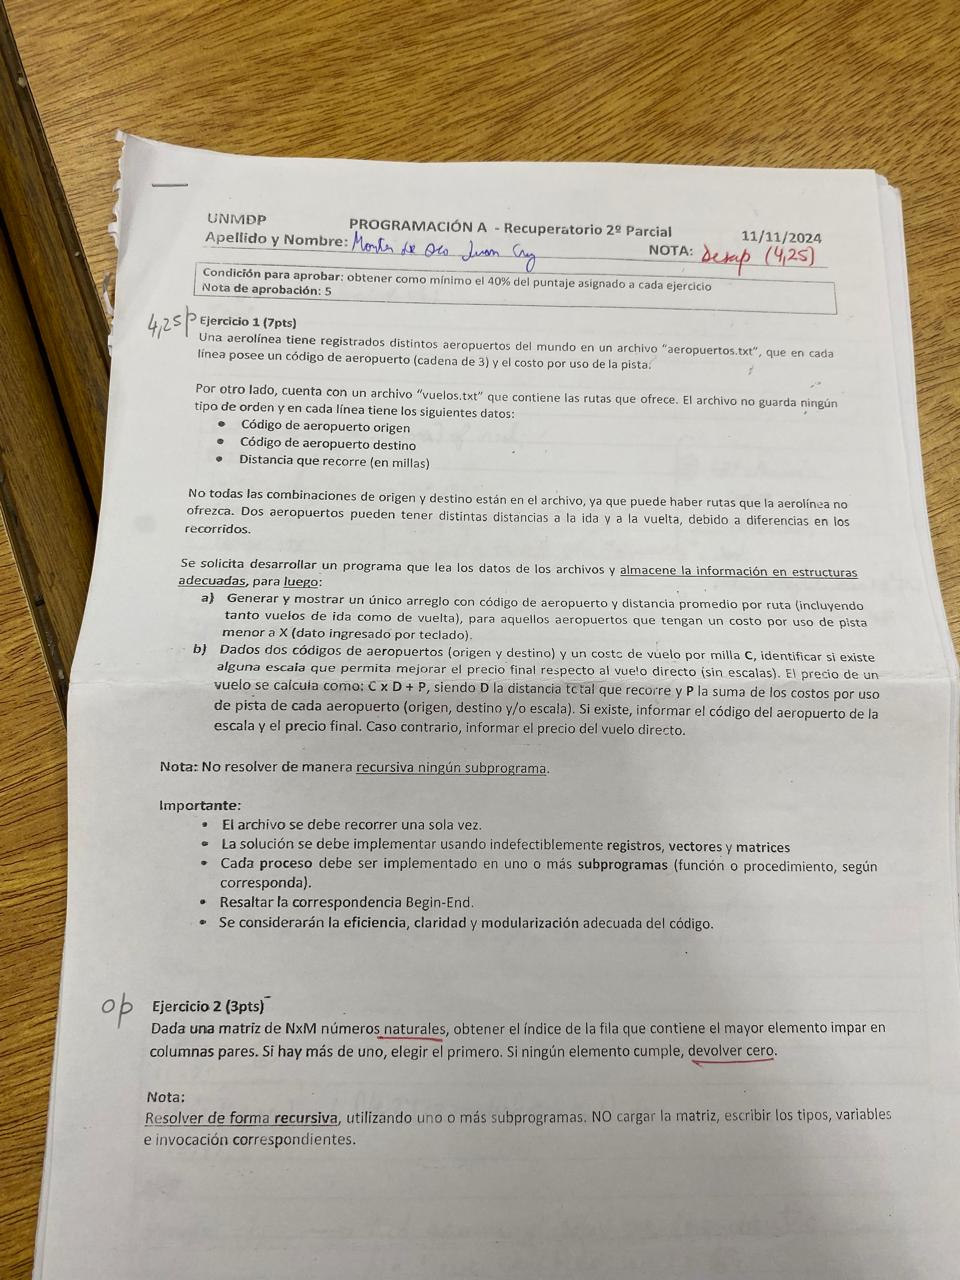 UNMDP
PROGRAMACIÓN A - Recuperatorio 2º Parcial 11/11/2024
Apellido y Nombre: Juan NOTA: Desap (4,25)
Condición para aprobar: obtener como mínimo el 40% del puntaje asignado a cada ejercicio
Nota de aprobación: 5
4,25p Ejercicio 1 (7pts)
Una aerolínea tiene registrados distintos aeropuertos del mundo en un archivo “aeropuertos.txt”, que en cada
línea posee un código de aeropuerto (cadena de 3) y el costo por uso de la pista.
Por otro lado, cuenta con un archivo “vuelos.txt” que contiene las rutas que ofrece. El archivo no guarda ningún
tipo de orden y en cada línea tiene los siguientes datos:
• Código de aeropuerto origen
• Código de aeropuerto destino
• Distancia que recorre (en millas)
No todas las combinaciones de origen y destino están en el archivo, ya que puede haber rutas que la aerolínea no
ofrezca. Dos aeropuertos pueden tener distintas distancias a la ida y a la vuelta, debido a diferencias en los
recorridos.
Se solicita desarrollar un programa que lea los datos de los archivos y almacene la información en estructuras
adecuadas, para luego:
a) Generar y mostrar un único arreglo con código de aeropuerto y distancia promedio por ruta (incluyendo
tanto vuelos de ida como de vuelta), para aquellos aeropuertos que tengan un costo por uso de pista
menor a X (dato ingresado por teclado).
b) Dados dos códigos de aeropuertos (origen y destino) y un costo de vuelo por milla C, identificar si existe
alguna escala que permita mejorar el precio final respecto al vuelo directo (sin escalas). El precio de un
vuelo se calcula como: C x D + P, siendo D la distancia total que recorre y P la suma de los costos por uso
de pista de cada aeropuerto (origen, destino y/o escala). Si existe, informar el código del aeropuerto de la
escala y el precio final. Caso contrario, informar el precio del vuelo directo.
Nota: No resolver de manera recursiva ningún subprograma.
Importante:
• El archivo se debe recorrer una sola vez.
• La solución se debe implementar usando indefectiblemente registros, vectores y matrices
• Cada proceso debe ser implementado en uno o más subprogramas (función o procedimiento, según
corresponda).
• Resaltar la correspondencia Begin-End.
• Se considerarán la eficiencia, claridad y modularización adecuada del código.
0p Ejercicio 2 (3pts)
Dada una matriz de NxM números naturales, obtener el índice de la fila que contiene el mayor elemento impar en
columnas pares. Si hay más de uno, elegir el primero. Si ningún elemento cumple, devolver cero.
Nota:
Resolver de forma recursiva, utilizando uno o más subprogramas. NO cargar la matriz, escribir los tipos, variables
e invocación correspondientes.